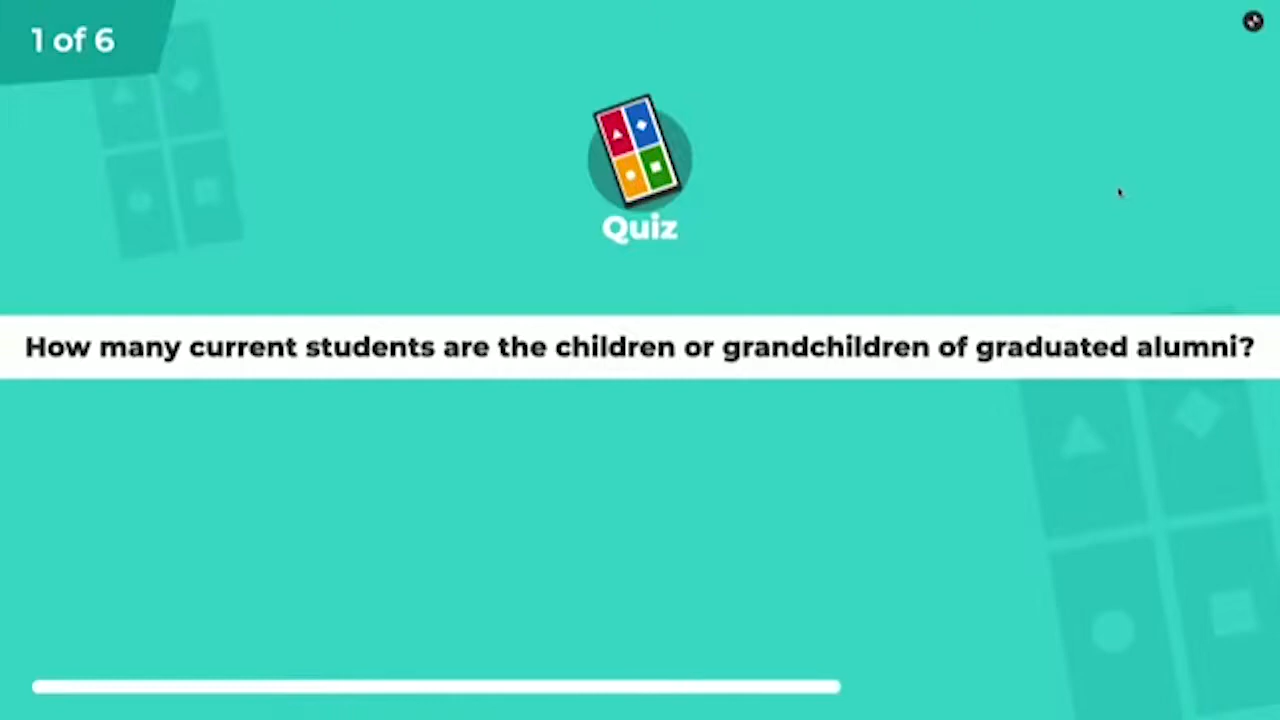 1 of 6
Quiz
How many current students are the children or grandchildren of graduated alumni?